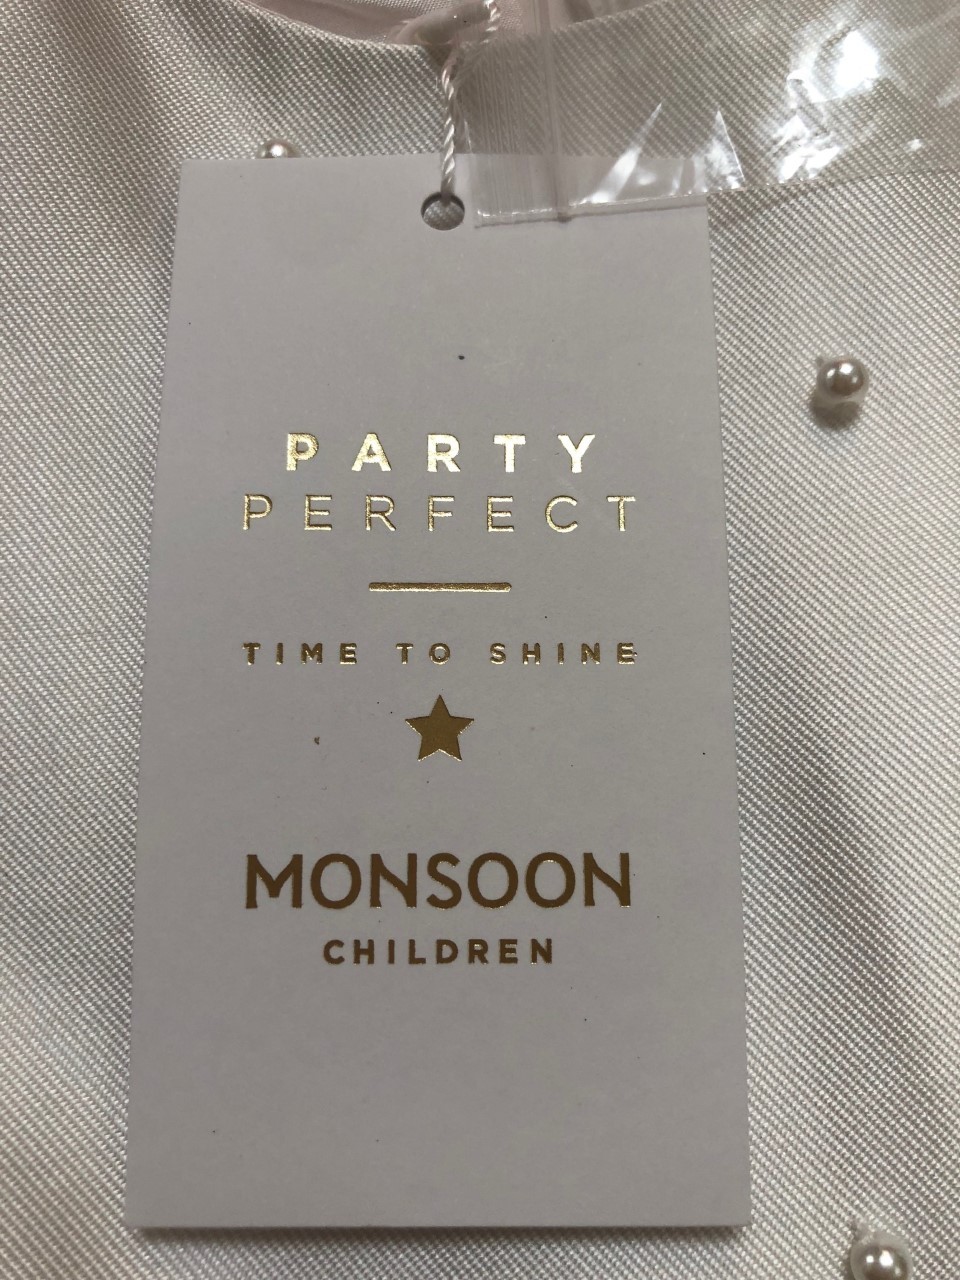 PARTY
PERFECT
TIME TO SHINE
MONSOON
CHILDREN